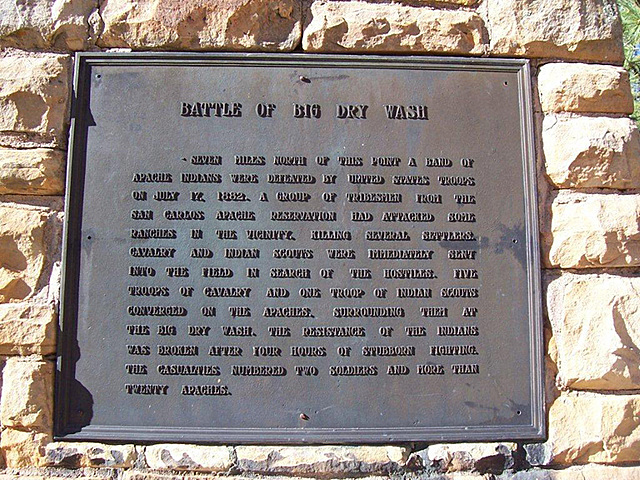 BATTLE OF BIG DRY WASH
SEVEN MILES NORTH OF THIS POINT A BAND OF
APACHE INDIANS WERE DEFEATED BY UNITED STATES TROOPS
ON JULY 17, 1882. A GROUP OF TRIBESMEN FROM THE
SAN CARLOS APACHE RESERVATION HAD ATTACKED SOME
RANCHES IN THE VICINITY, KILLING SEVERAL SETTLERS.
CAVALRY AND INDIAN SCOUTS WERE IMMEDIATELY SENT
INTO THE FIELD IN SEARCH OF THE HOSTILES. FIVE
TROOPS OF CAVALRY AND ONE TROOP OF INDIAN SCOUTS
CONVERGED ON THE APACHES, SURROUNDING THEM AT
THE BIG DRY WASH. THE RESISTANCE OF THE INDIANS
WAS BROKEN AFTER FOUR HOURS OF STUBBORN FIGHTING.
THE CASUALTIES NUMBERED TWO SOLDIERS AND MORE THAN
TWENTY APACHES.